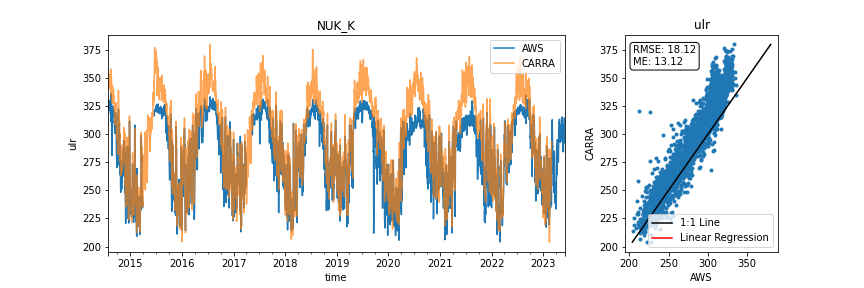 NUK_K
ulr
375
350
325
300
275
250
225
200
2015
2016
2017
2018
2019
2020
2021
2022
2023
time
AWS
CARRA
ulr
CARRA
375
350
325
300
275
250
225
200
RMSE: 18.12
ME: 13.12
1:1 Line
Linear Regression
200
250
300
350
AWS